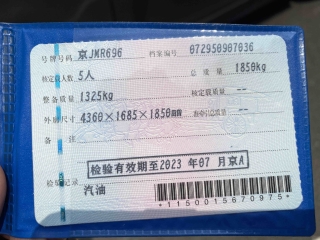 号牌号码 京JMR696 档案编号 072950907036
核定载人数 5人 总质量 1850kg
整备质量 1325kg 核定载质量 --
外廓尺寸 4360×1685×1850mm 准牵引总质量 --
备注
检验有效期至2023年07月京A
检验记录
汽油
*1150015670975*